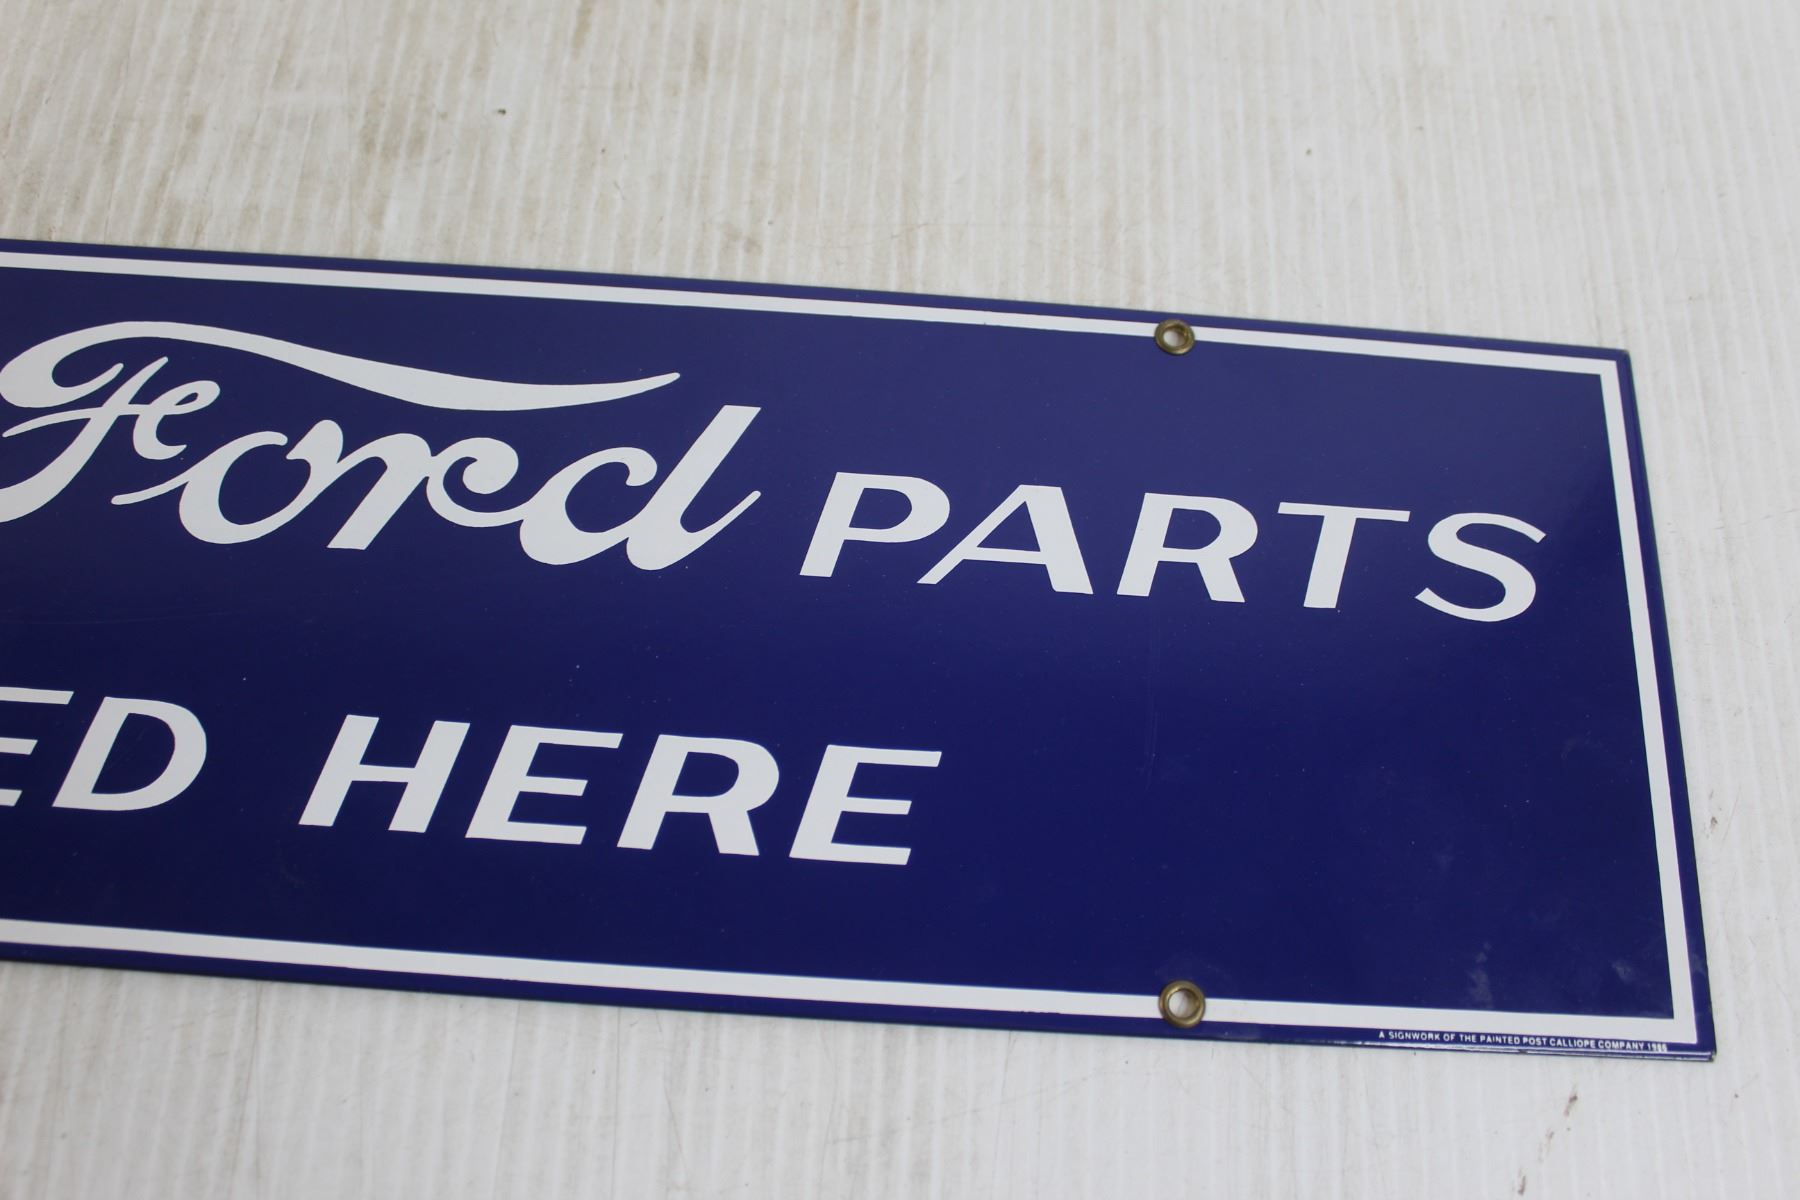 Ford PARTS
ED HERE
A SIGNWORK OF THE PAINTED POST CALLIOPE COMPANY